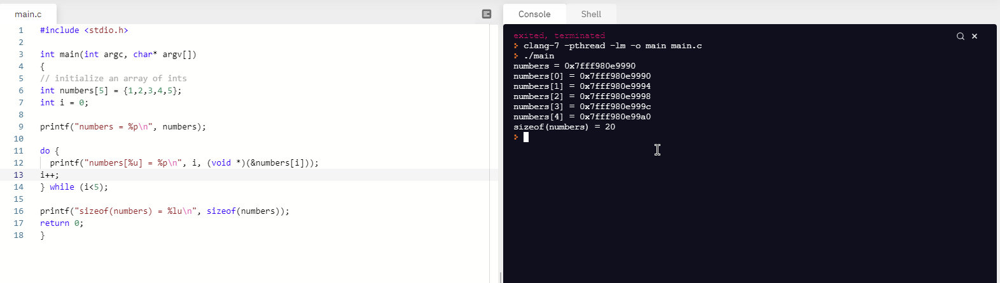 main.c
1 #include <stdio.h>
2
3 int main(int argc, char* argv[])
4 {
5 // initialize an array of ints
6 int numbers[5] = {1,2,3,4,5};
7 int i = 0;
8
9 printf("numbers = %p\n", numbers);
10
11 do {
12 printf("numbers[%u] = %p\n", i, (void *)(&numbers[i]));
13 i++;
14 } while (i<5);
15
16 printf("sizeof(numbers) = %lu\n", sizeof(numbers));
17 return 0;
18 }
Console Shell
exited, terminated
clang-7 -pthread -lm -o main main.c
./main
numbers = 0x7fff980e9990
numbers[0] = 0x7fff980e9990
numbers[1] = 0x7fff980e9994
numbers[2] = 0x7fff980e9998
numbers[3] = 0x7fff980e999c
numbers[4] = 0x7fff980e99a0
sizeof(numbers) = 20